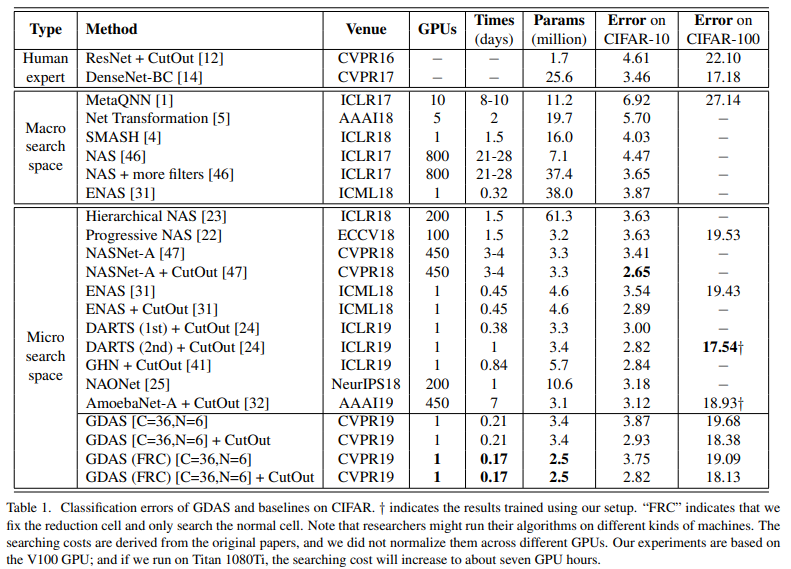 Type Method Venue GPUs Times (days) Params (million) Error on CIFAR-10 Error on CIFAR-100
Human expert
ResNet + CutOut [12] CVPR16 − − 1.7 4.61 22.10
DenseNet-BC [14] CVPR17 − − 25.6 3.46 17.18
Macro search space
MetaQNN [1] ICLR17 10 8-10 11.2 6.92 27.14
Net Transformation [5] AAAI18 5 2 19.7 5.70 −
SMASH [4] ICLR18 1 1.5 16.0 4.03 −
NAS [46] ICLR17 800 21-28 7.1 4.47 −
NAS + more filters [46] ICLR17 800 21-28 37.4 3.65 −
ENAS [31] ICML18 1 0.32 38.0 3.87 −
Micro search space
Hierarchical NAS [23] ICLR18 200 1.5 61.3 3.63 −
Progressive NAS [22] ECCV18 100 1.5 3.2 3.63 19.53
NASNet-A [47] CVPR18 450 3-4 3.3 3.41 −
NASNet-A + CutOut [47] CVPR18 450 3-4 3.3 2.65 −
ENAS [31] ICML18 1 0.45 4.6 3.54 19.43
ENAS + CutOut [31] ICML18 1 0.45 4.6 2.89 −
DARTS (1st) + CutOut [24] ICLR19 1 0.38 3.3 3.00 −
DARTS (2nd) + CutOut [24] ICLR19 1 1 3.4 2.82 17.54†
GHN + CutOut [41] ICLR19 1 0.84 5.7 2.84 −
NAONet [25] NeurIPS18 200 1 10.6 3.18 −
AmoebaNet-A + CutOut [32] AAAI19 450 7 3.1 3.12 18.93†
GDAS [C=36,N=6] CVPR19 1 0.21 3.4 3.87 19.68
GDAS [C=36,N=6] + CutOut CVPR19 1 0.21 3.4 2.93 18.38
GDAS (FRC) [C=36,N=6] CVPR19 1 0.17 2.5 3.75 19.09
GDAS (FRC) [C=36,N=6] + CutOut CVPR19 1 0.17 2.5 2.82 18.13
Table 1. Classification errors of GDAS and baselines on CIFAR. † indicates the results trained using our setup. “FRC” indicates that we
fix the reduction cell and only search the normal cell. Note that researchers might run their algorithms on different kinds of machines. The
searching costs are derived from the original papers, and we did not normalize them across different GPUs. Our experiments are based on
the V100 GPU; and if we run on Titan 1080Ti, the searching cost will increase to about seven GPU hours.